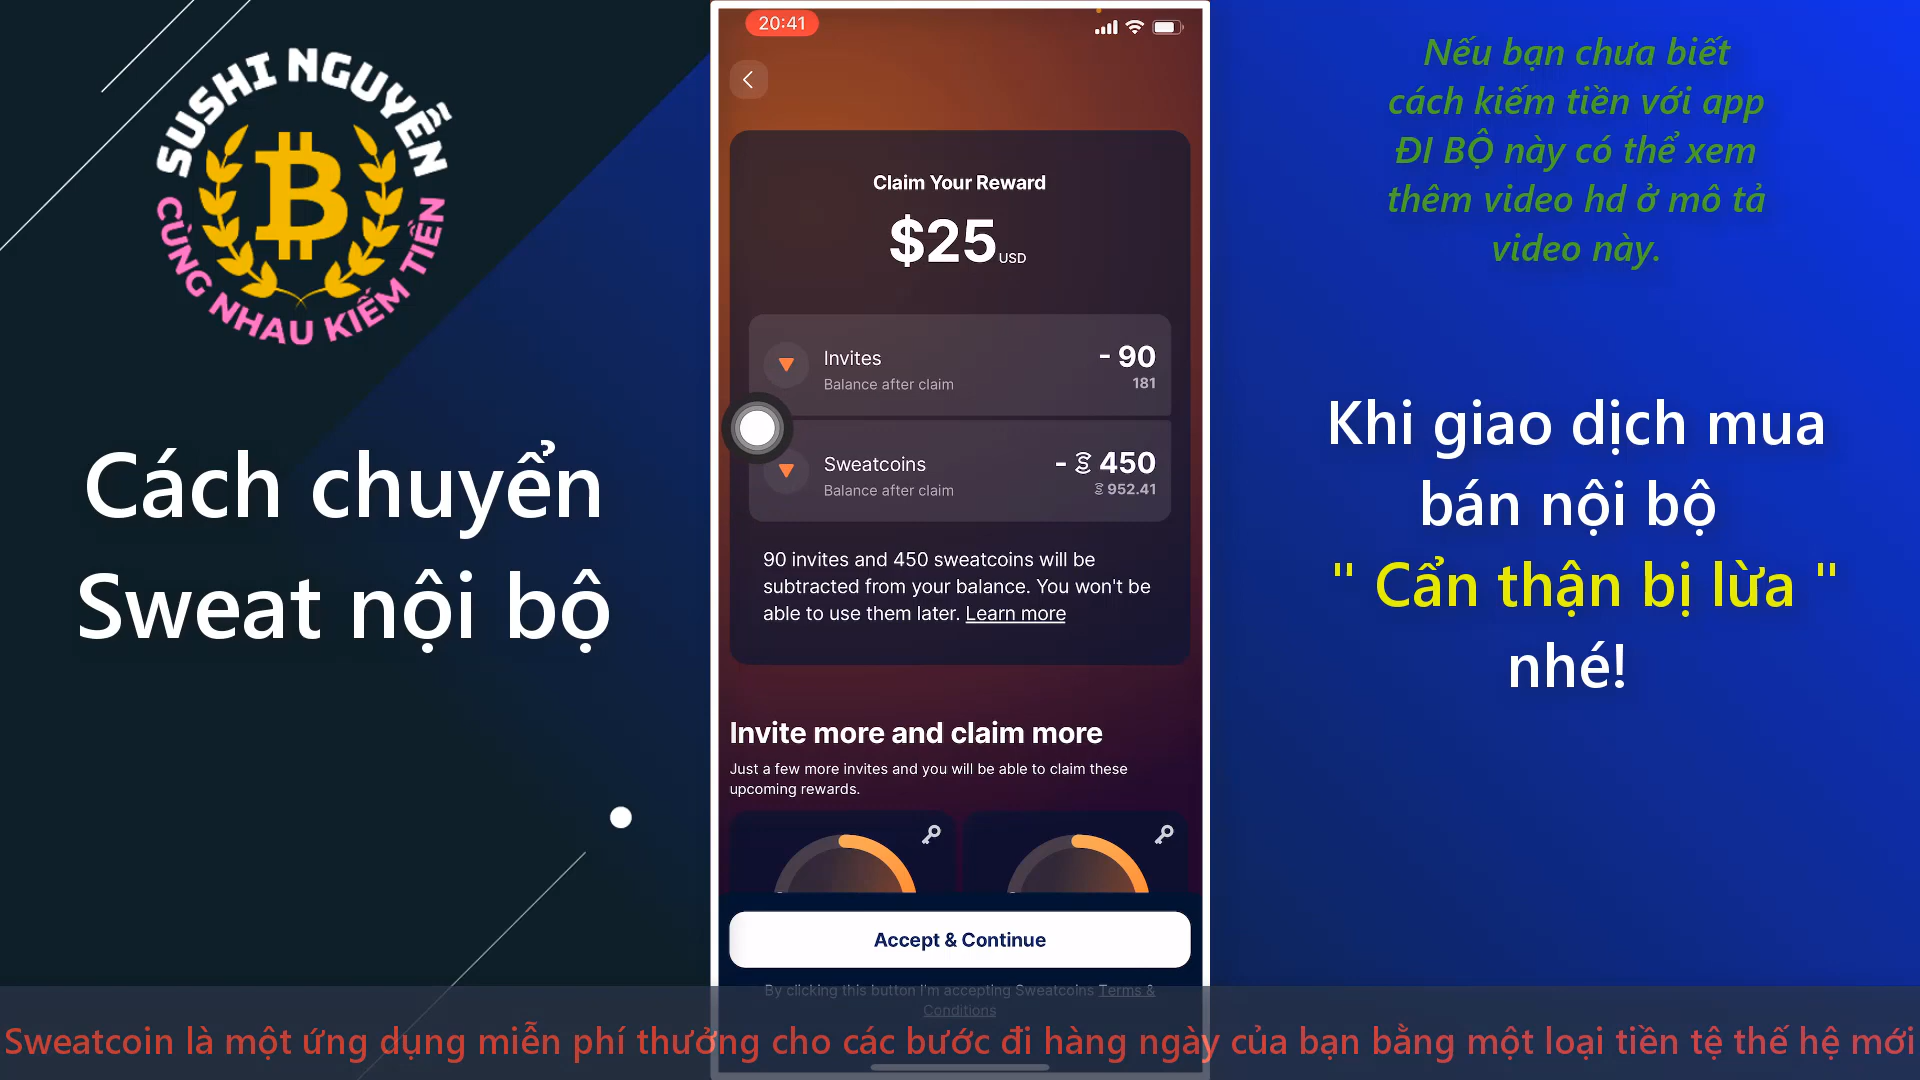 SUSHI NGUYỄN
CÙNG NHAU KIẾM TIỀN
Cách chuyển
Sweat nội bộ
20:41
Claim Your Reward
$25 USD
Invites
- 90
Balance after claim
181
Sweatcoins
- 450
Balance after claim
952.41
90 invites and 450 sweatcoins will be
subtracted from your balance. You won't be
able to use them later. Learn more
Invite more and claim more
Just a few more invites and you will be able to claim these
upcoming rewards.
Accept & Continue
By clicking this button I'm accepting Sweatcoins Terms &
Conditions
Nếu bạn chưa biết
cách kiếm tiền với app
ĐI BỘ này có thể xem
thêm video hd ở mô tả
video này.
Khi giao dịch mua
bán nội bộ
" Cẩn thận bị lừa "
nhé!
Sweatcoin là một ứng dụng miễn phí thưởng cho các bước đi hàng ngày của bạn bằng một loại tiền tệ thế hệ mới